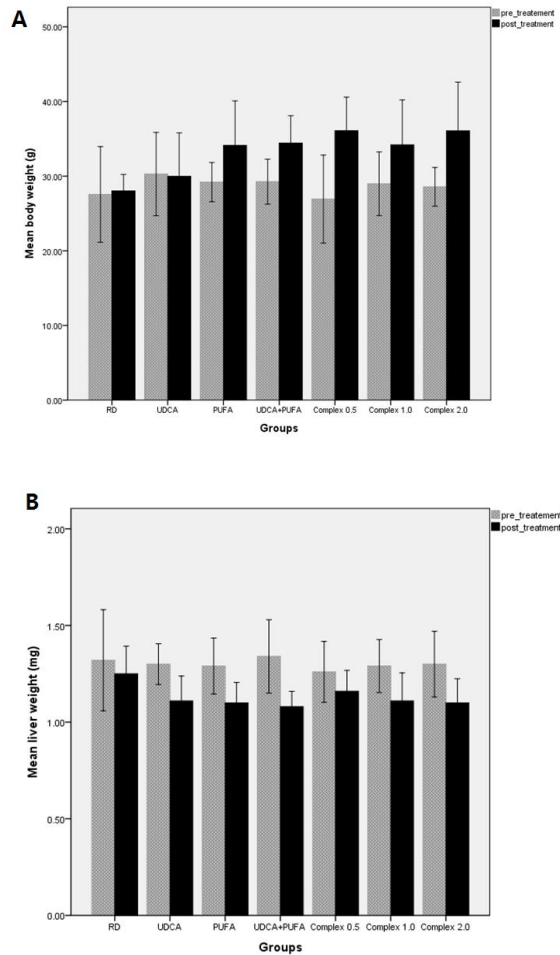 A
pre_treatement
post_treatment
50.00
40.00
30.00
20.00
10.00
0.00
Mean body weight (g)
RD UDCA PUFA UDCA+PUFA Complex 0.5 Complex 1.0 Complex 2.0
Groups
B
pre_treatement
post_treatment
2.00
1.50
1.00
0.50
0.00
Mean liver weight (mg)
RD UDCA PUFA UDCA+PUFA Complex 0.5 Complex 1.0 Complex 2.0
Groups